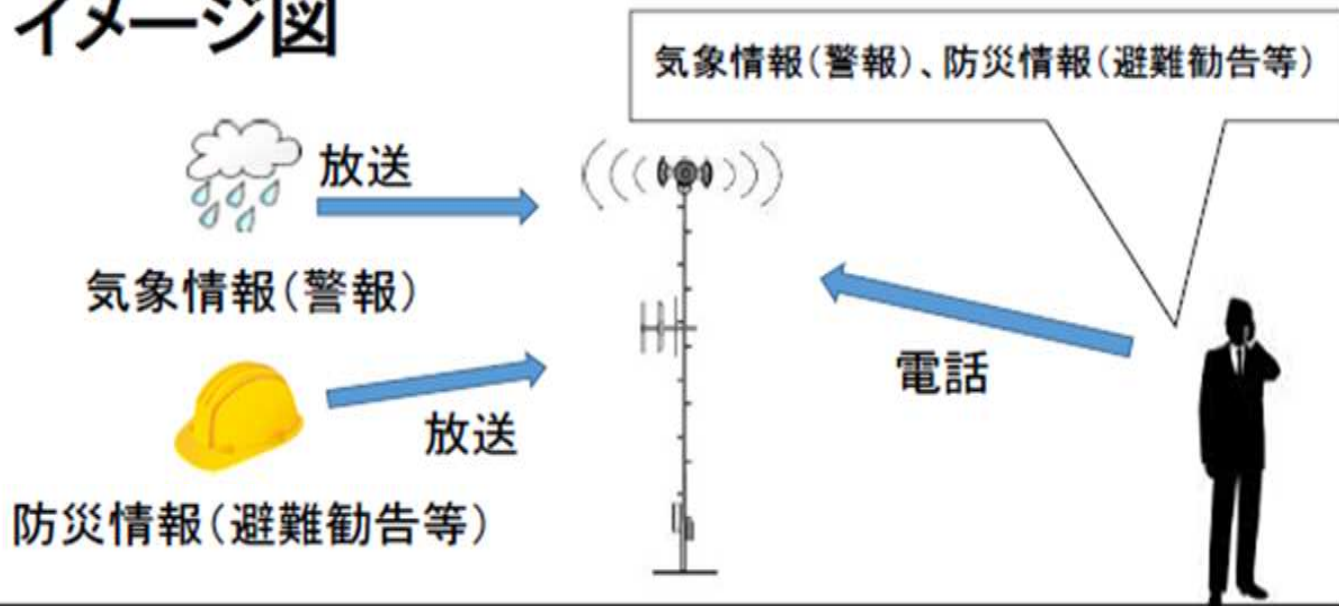 イメージ図
気象情報(警報)、防災情報(避難勧告等)
放送
気象情報(警報)
電話
放送
防災情報(避難勧告等)